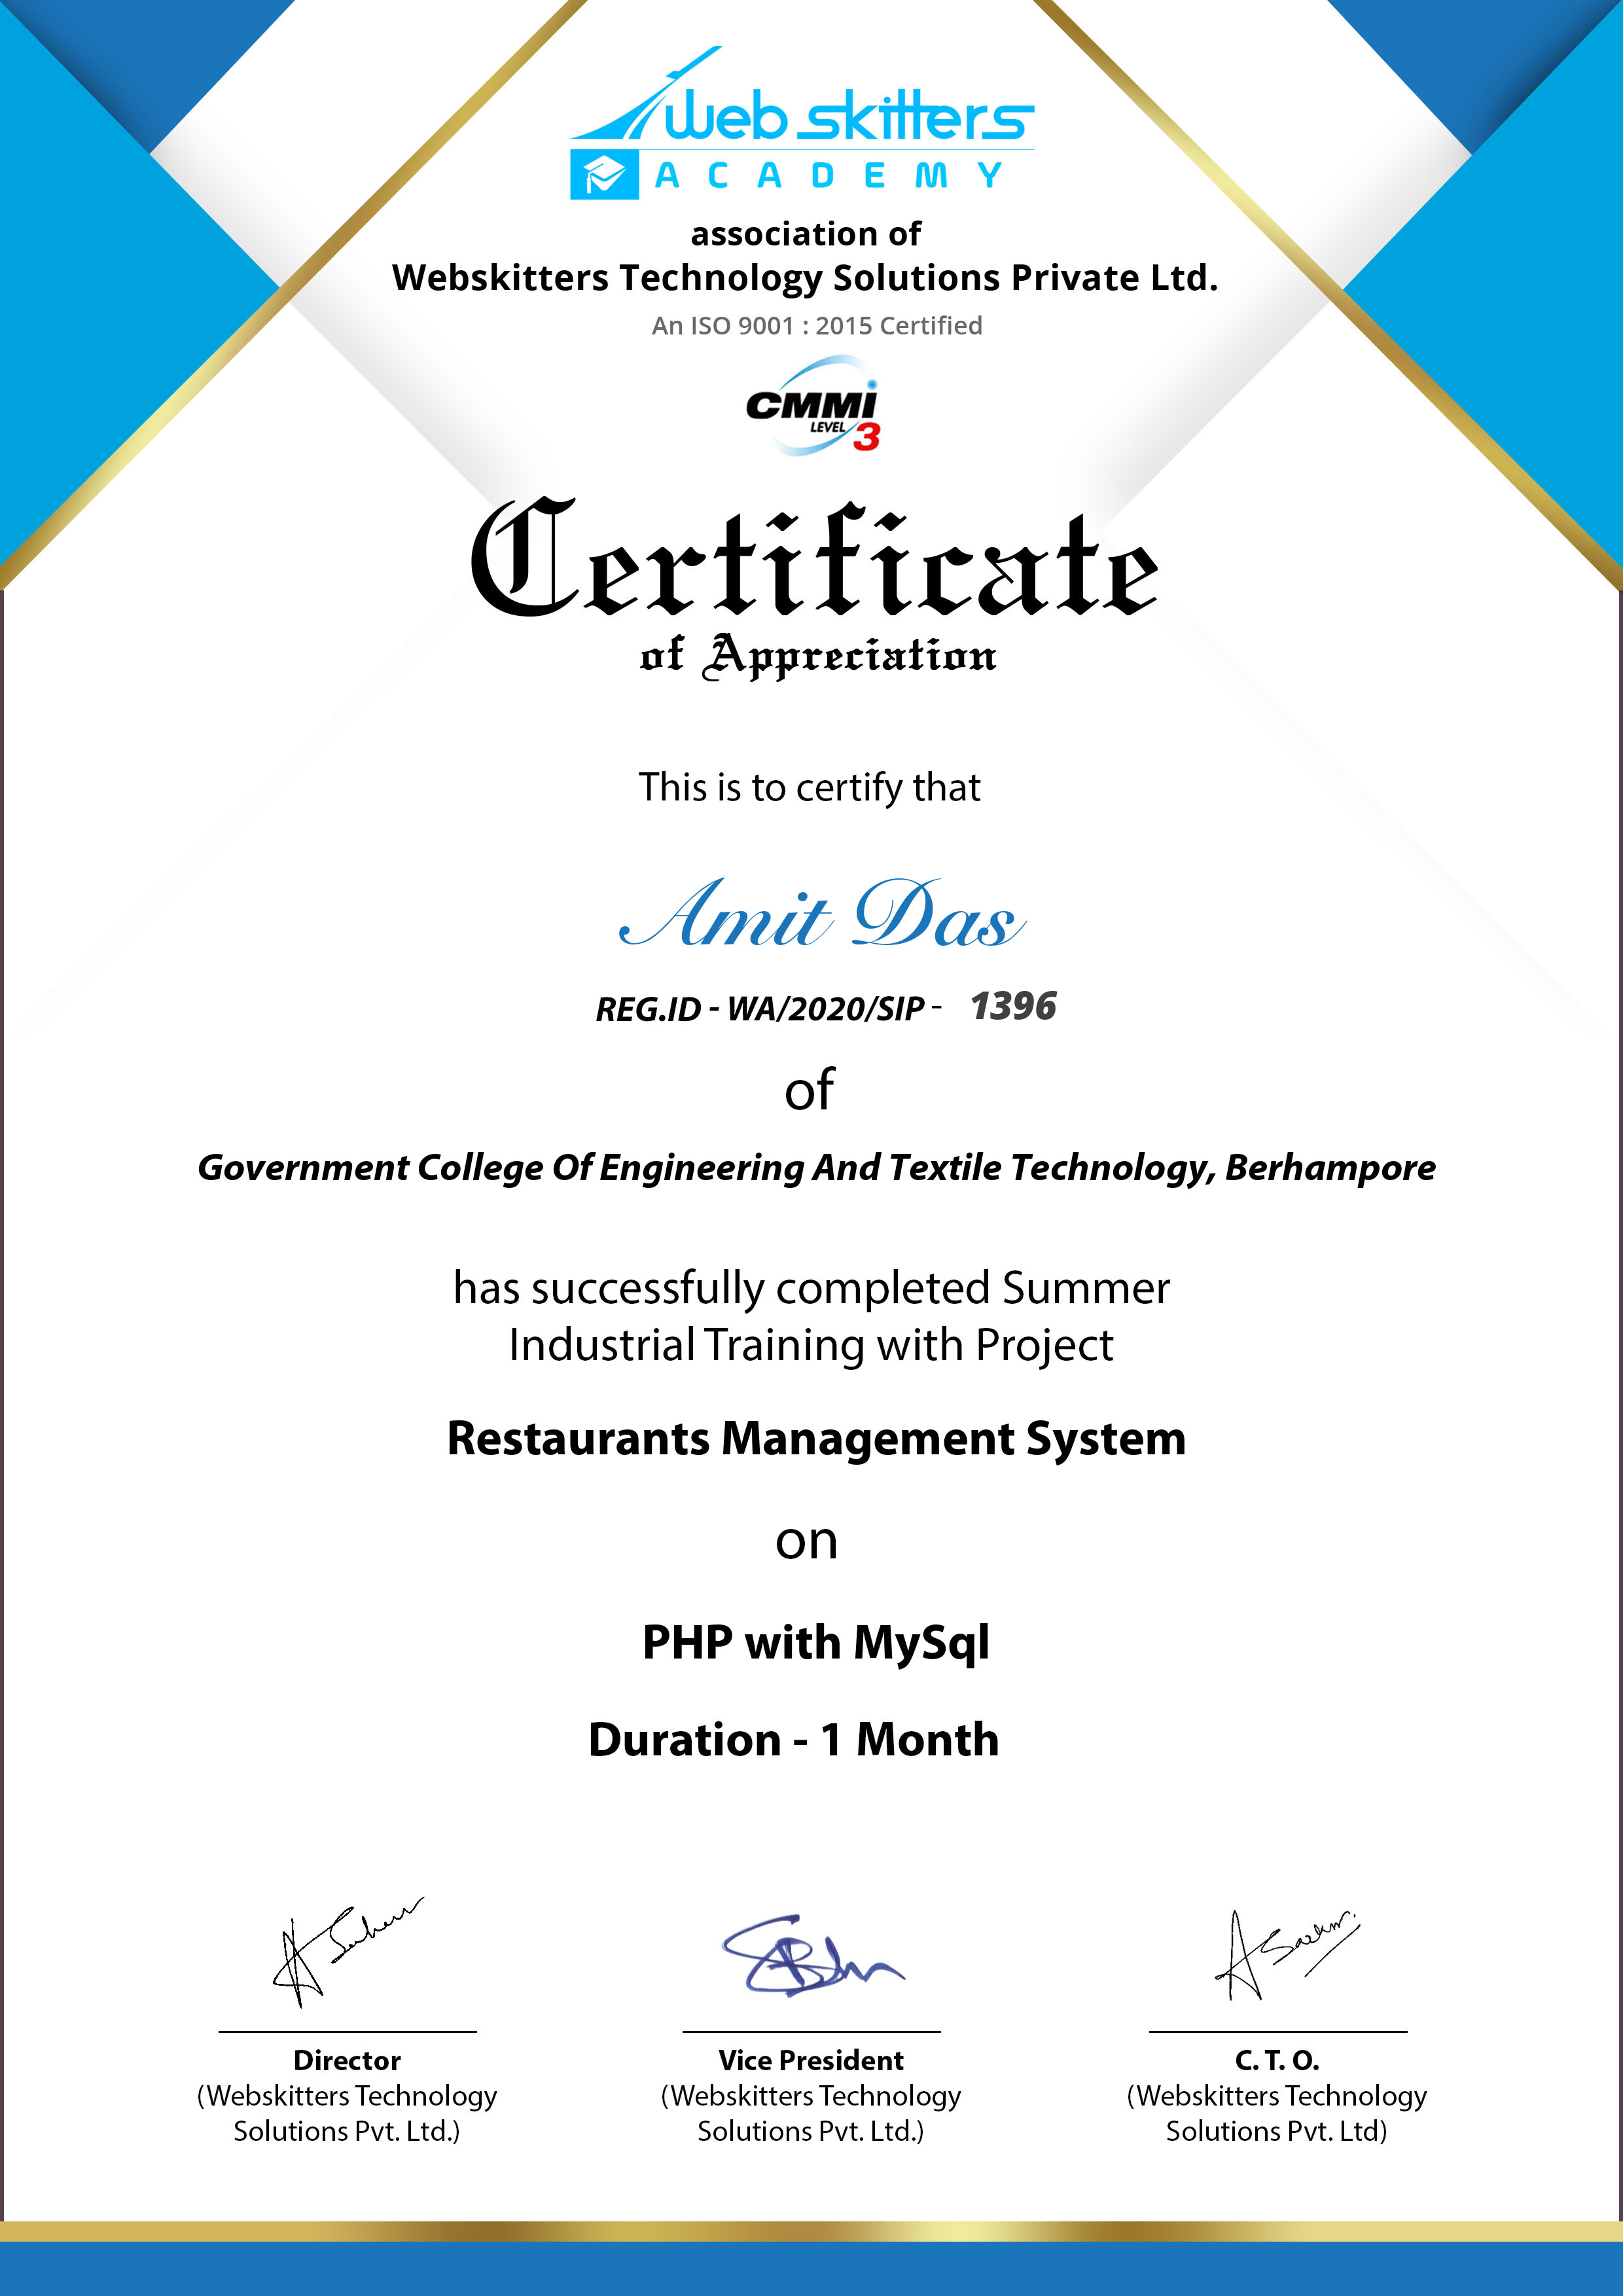 Web skitters
ACADEMY
association of
Webskitters Technology Solutions Private Ltd.
An ISO 9001 : 2015 Certified
CMMi
LEVEL 3
Certificate
of Appreciation
This is to certify that
Amit Das
REG.ID - WA/2020/SIP - 1396
of
Government College Of Engineering And Textile Technology, Berhampore
has successfully completed Summer
Industrial Training with Project
Restaurants Management System
on
PHP with MySql
Duration - 1 Month
Director
(Webskitters Technology
Solutions Pvt. Ltd.)
Vice President
(Webskitters Technology
Solutions Pvt. Ltd.)
C. T. O.
(Webskitters Technology
Solutions Pvt. Ltd)